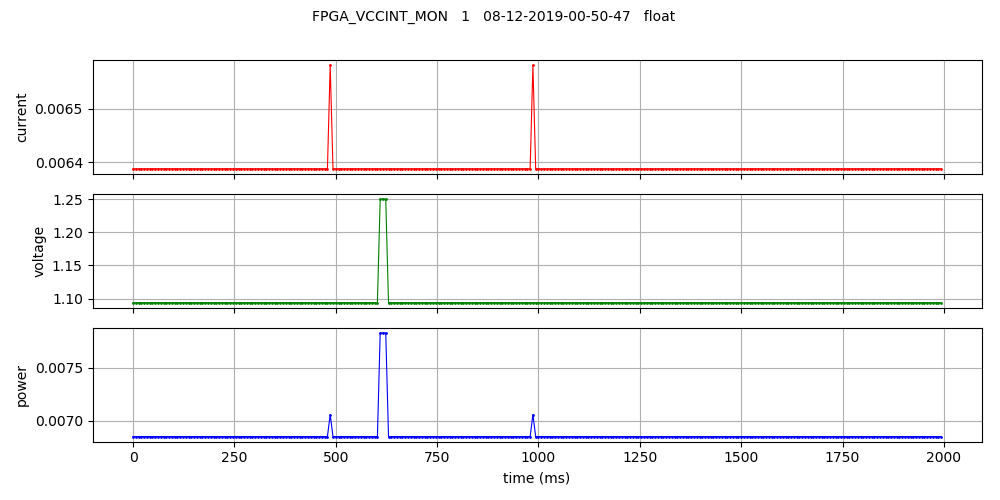 FPGA_VCCINT_MON 1 08-12-2019-00-50-47 float
current
0.0065
0.0064
voltage
1.25
1.20
1.15
1.10
power
0.0075
0.0070
0 250 500 750 1000 1250 1500 1750 2000
time (ms)